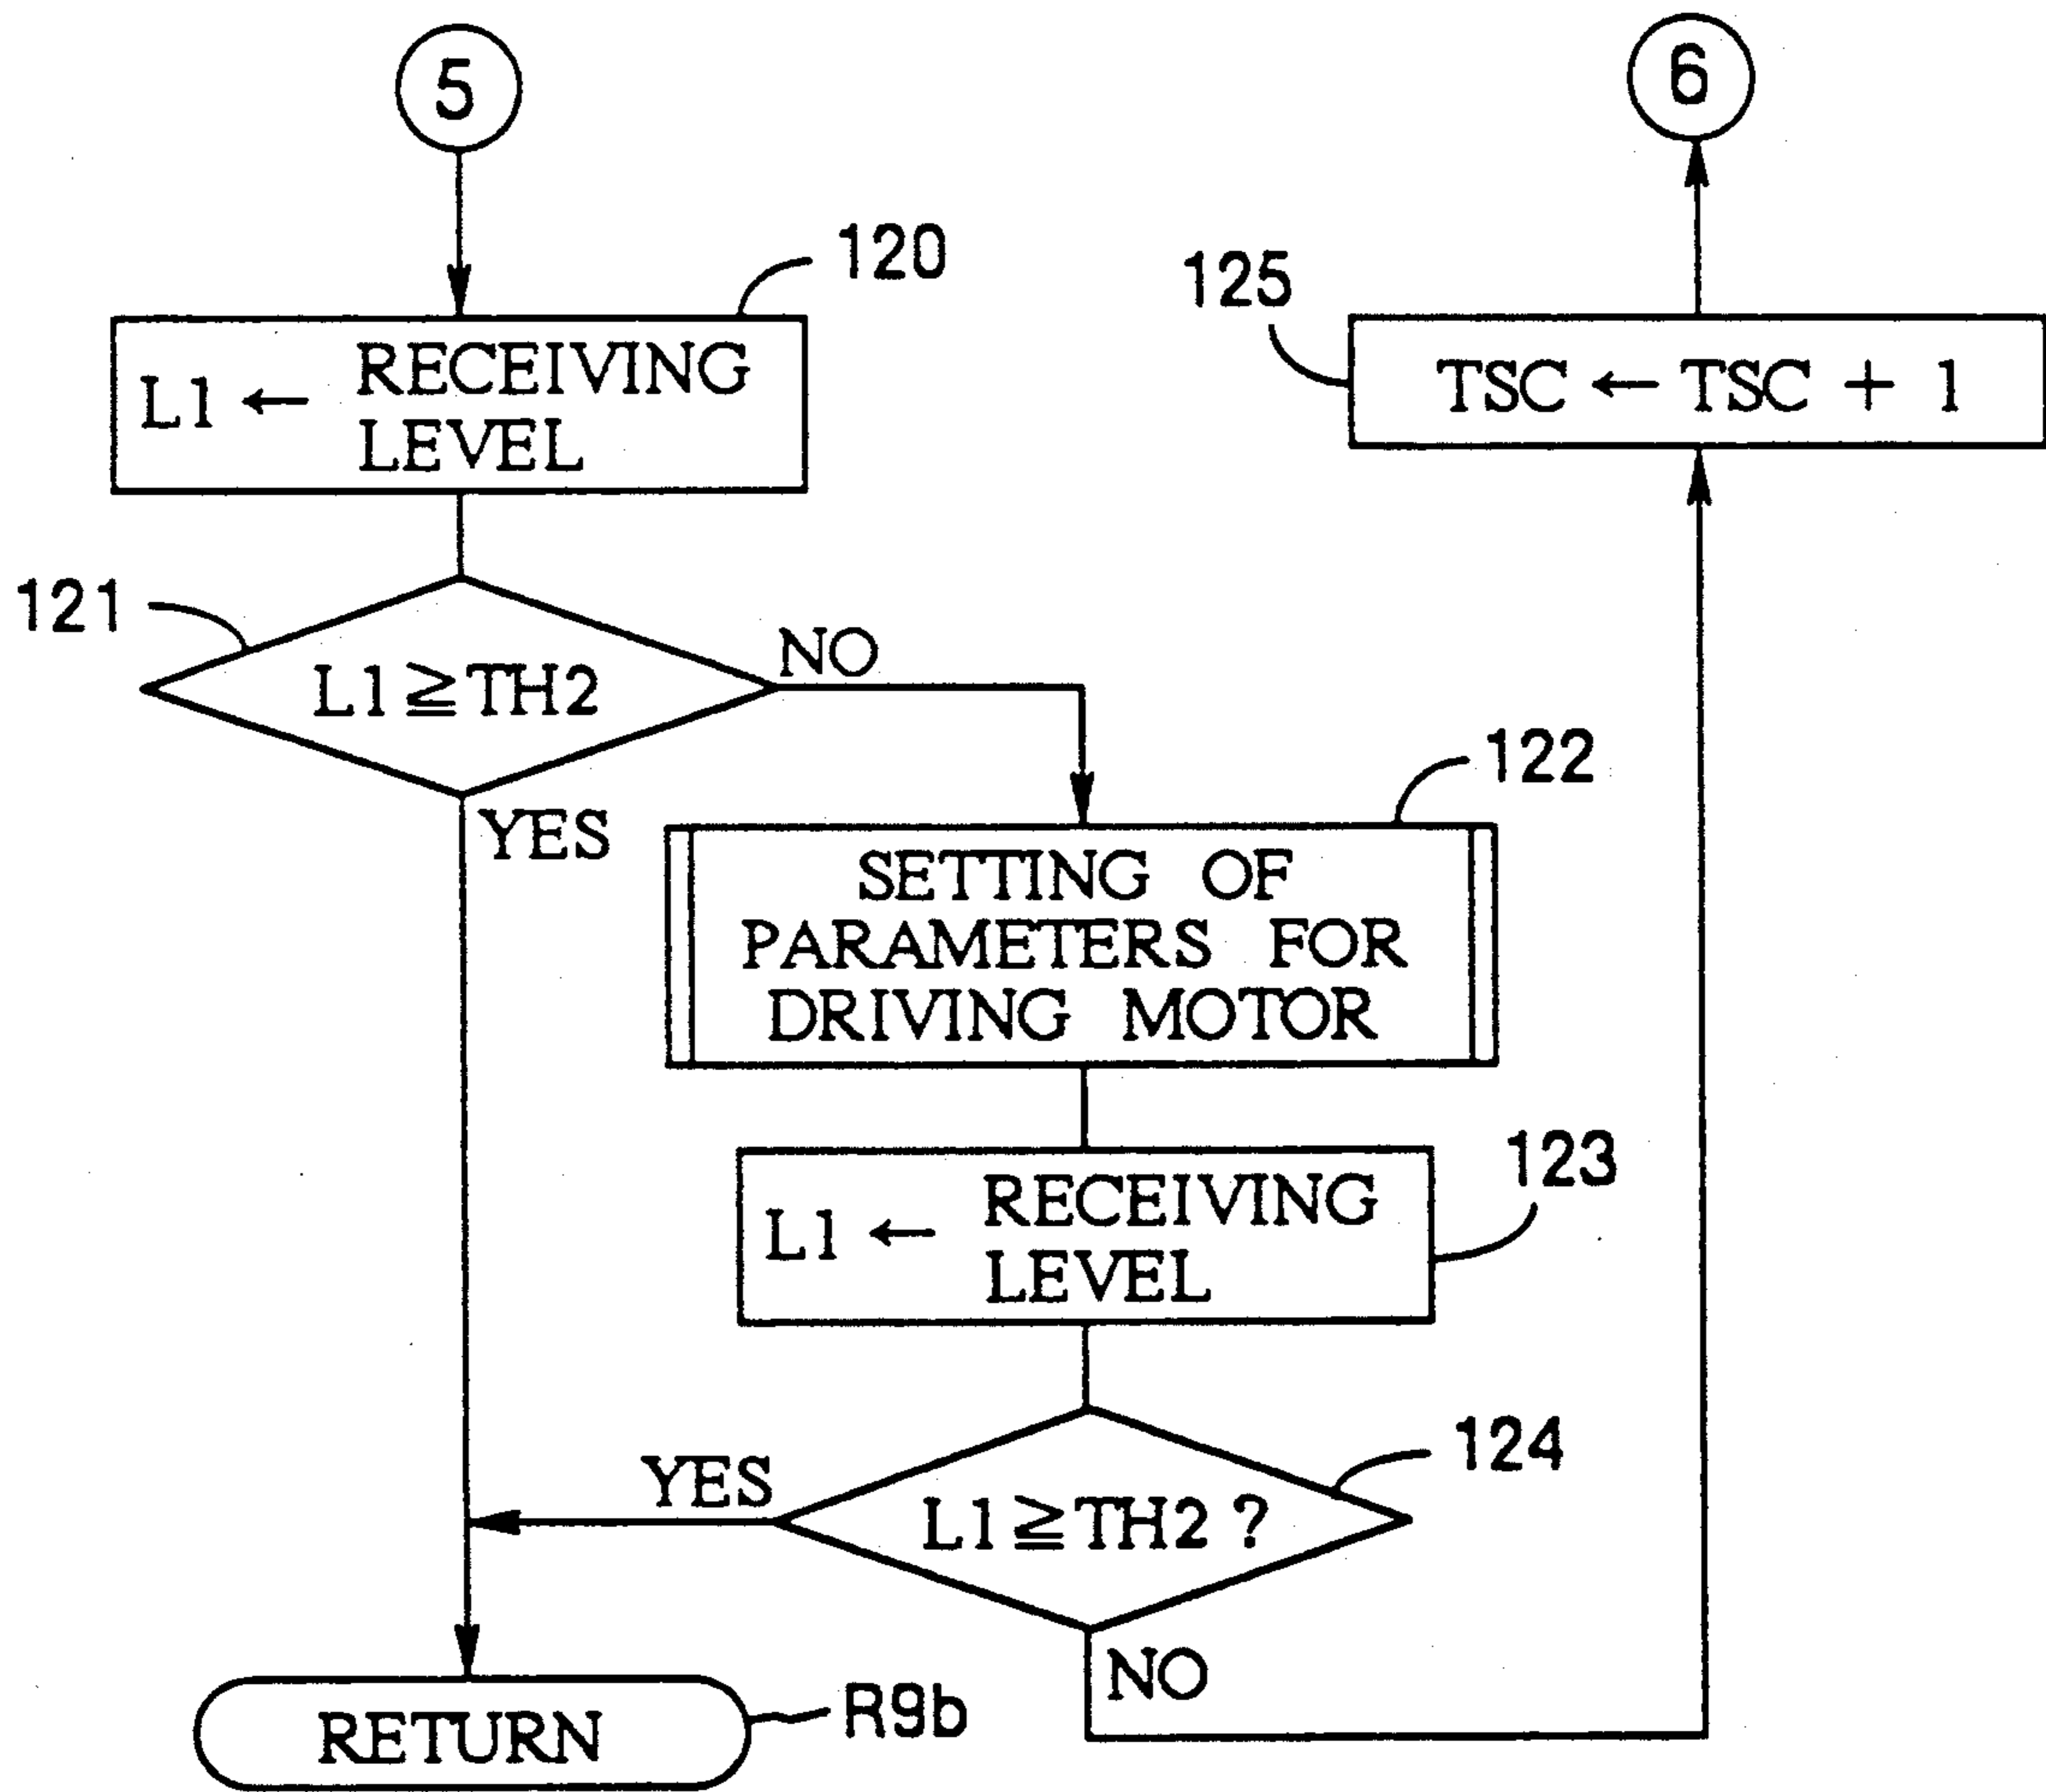 5
6
120
125
L1 ← RECEIVING
LEVEL
TSC ← TSC + 1
121
L1 ≧ TH2
NO
YES
122
SETTING OF
PARAMETERS FOR
DRIVING MOTOR
123
L1 ← RECEIVING
LEVEL
124
L1 ≧ TH2 ?
YES
NO
RETURN
R9b